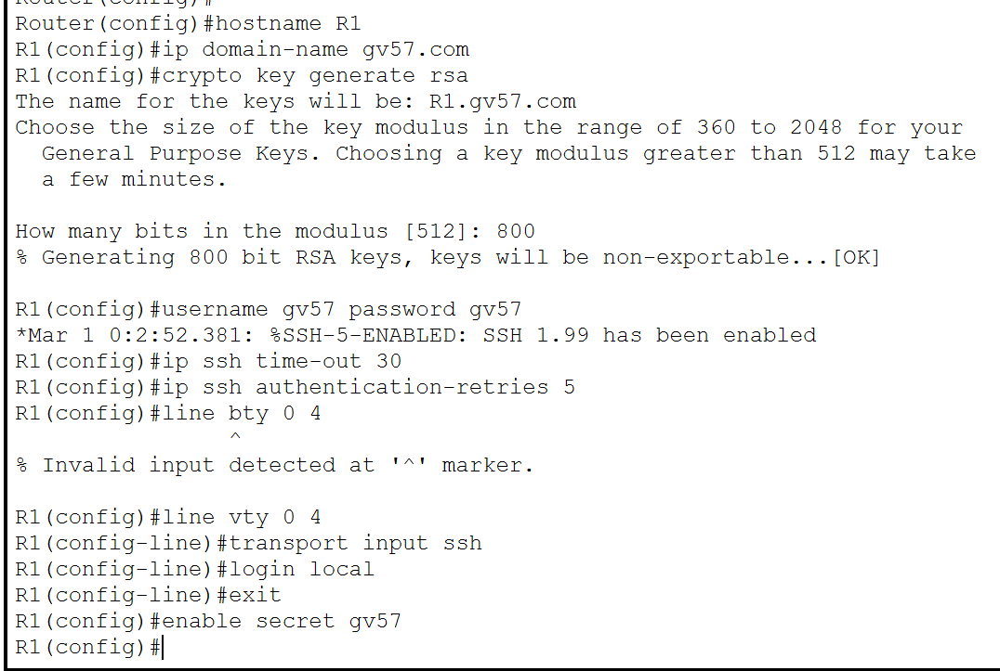 Router(config)#
Router(config)#hostname R1
R1(config)#ip domain-name gv57.com
R1(config)#crypto key generate rsa
The name for the keys will be: R1.gv57.com
Choose the size of the key modulus in the range of 360 to 2048 for your
General Purpose Keys. Choosing a key modulus greater than 512 may take
a few minutes.
How many bits in the modulus [512]: 800
% Generating 800 bit RSA keys, keys will be non-exportable...[OK]
R1(config)#username gv57 password gv57
*Mar 1 0:2:52.381: %SSH-5-ENABLED: SSH 1.99 has been enabled
R1(config)#ip ssh time-out 30
R1(config)#ip ssh authentication-retries 5
R1(config)#line bty 0 4
^
% Invalid input detected at '^' marker.
R1(config)#line vty 0 4
R1(config-line)#transport input ssh
R1(config-line)#login local
R1(config-line)#exit
R1(config)#enable secret gv57
R1(config)#